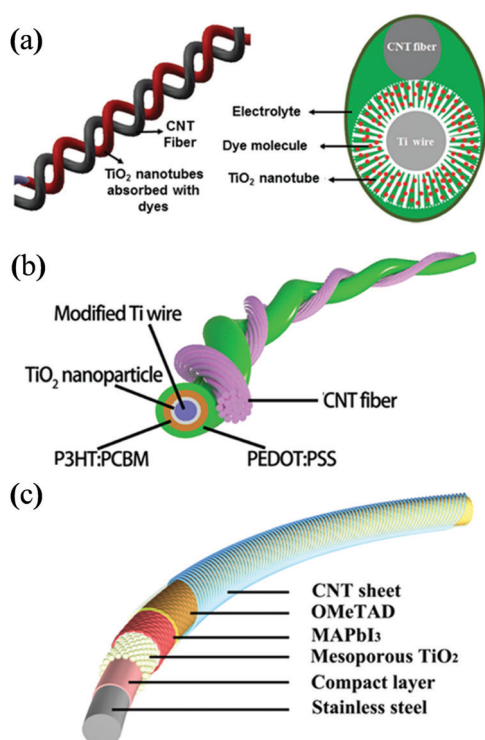 (a)
CNT fiber
CNT
Fiber
TiO₂ nanotubes
absorbed with
dyes
Electrolyte
Dye molecule
Ti wire
TiO₂ nanotube
(b)
Modified Ti wire
TiO₂ nanoparticle
CNT fiber
P3HT:PCBM
PEDOT:PSS
(c)
CNT sheet
OMeTAD
MAPbI₃
Mesoporous TiO₂
Compact layer
Stainless steel